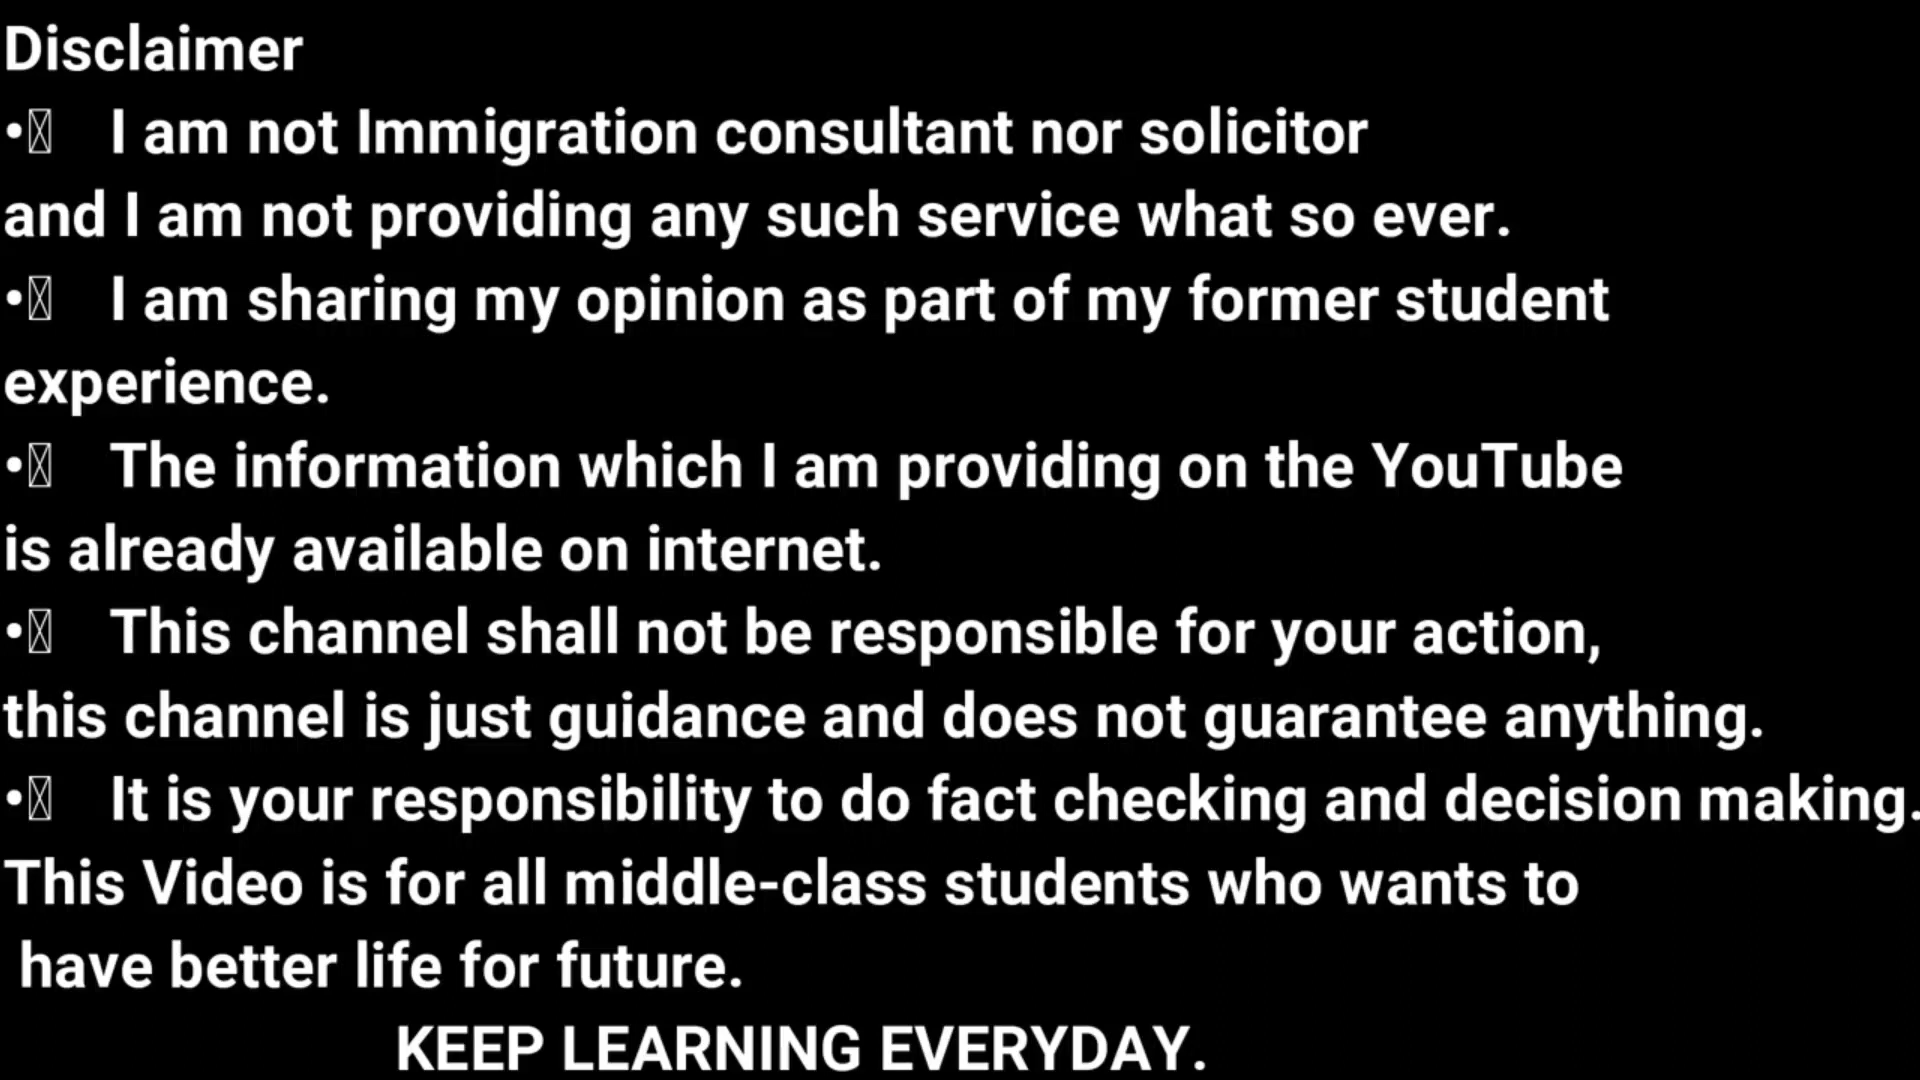 Disclaimer
• I am not Immigration consultant nor solicitor
and I am not providing any such service what so ever.
• I am sharing my opinion as part of my former student
experience.
• The information which I am providing on the YouTube
is already available on internet.
• This channel shall not be responsible for your action,
this channel is just guidance and does not guarantee anything.
• It is your responsibility to do fact checking and decision making.
This Video is for all middle-class students who wants to
have better life for future.
KEEP LEARNING EVERYDAY.